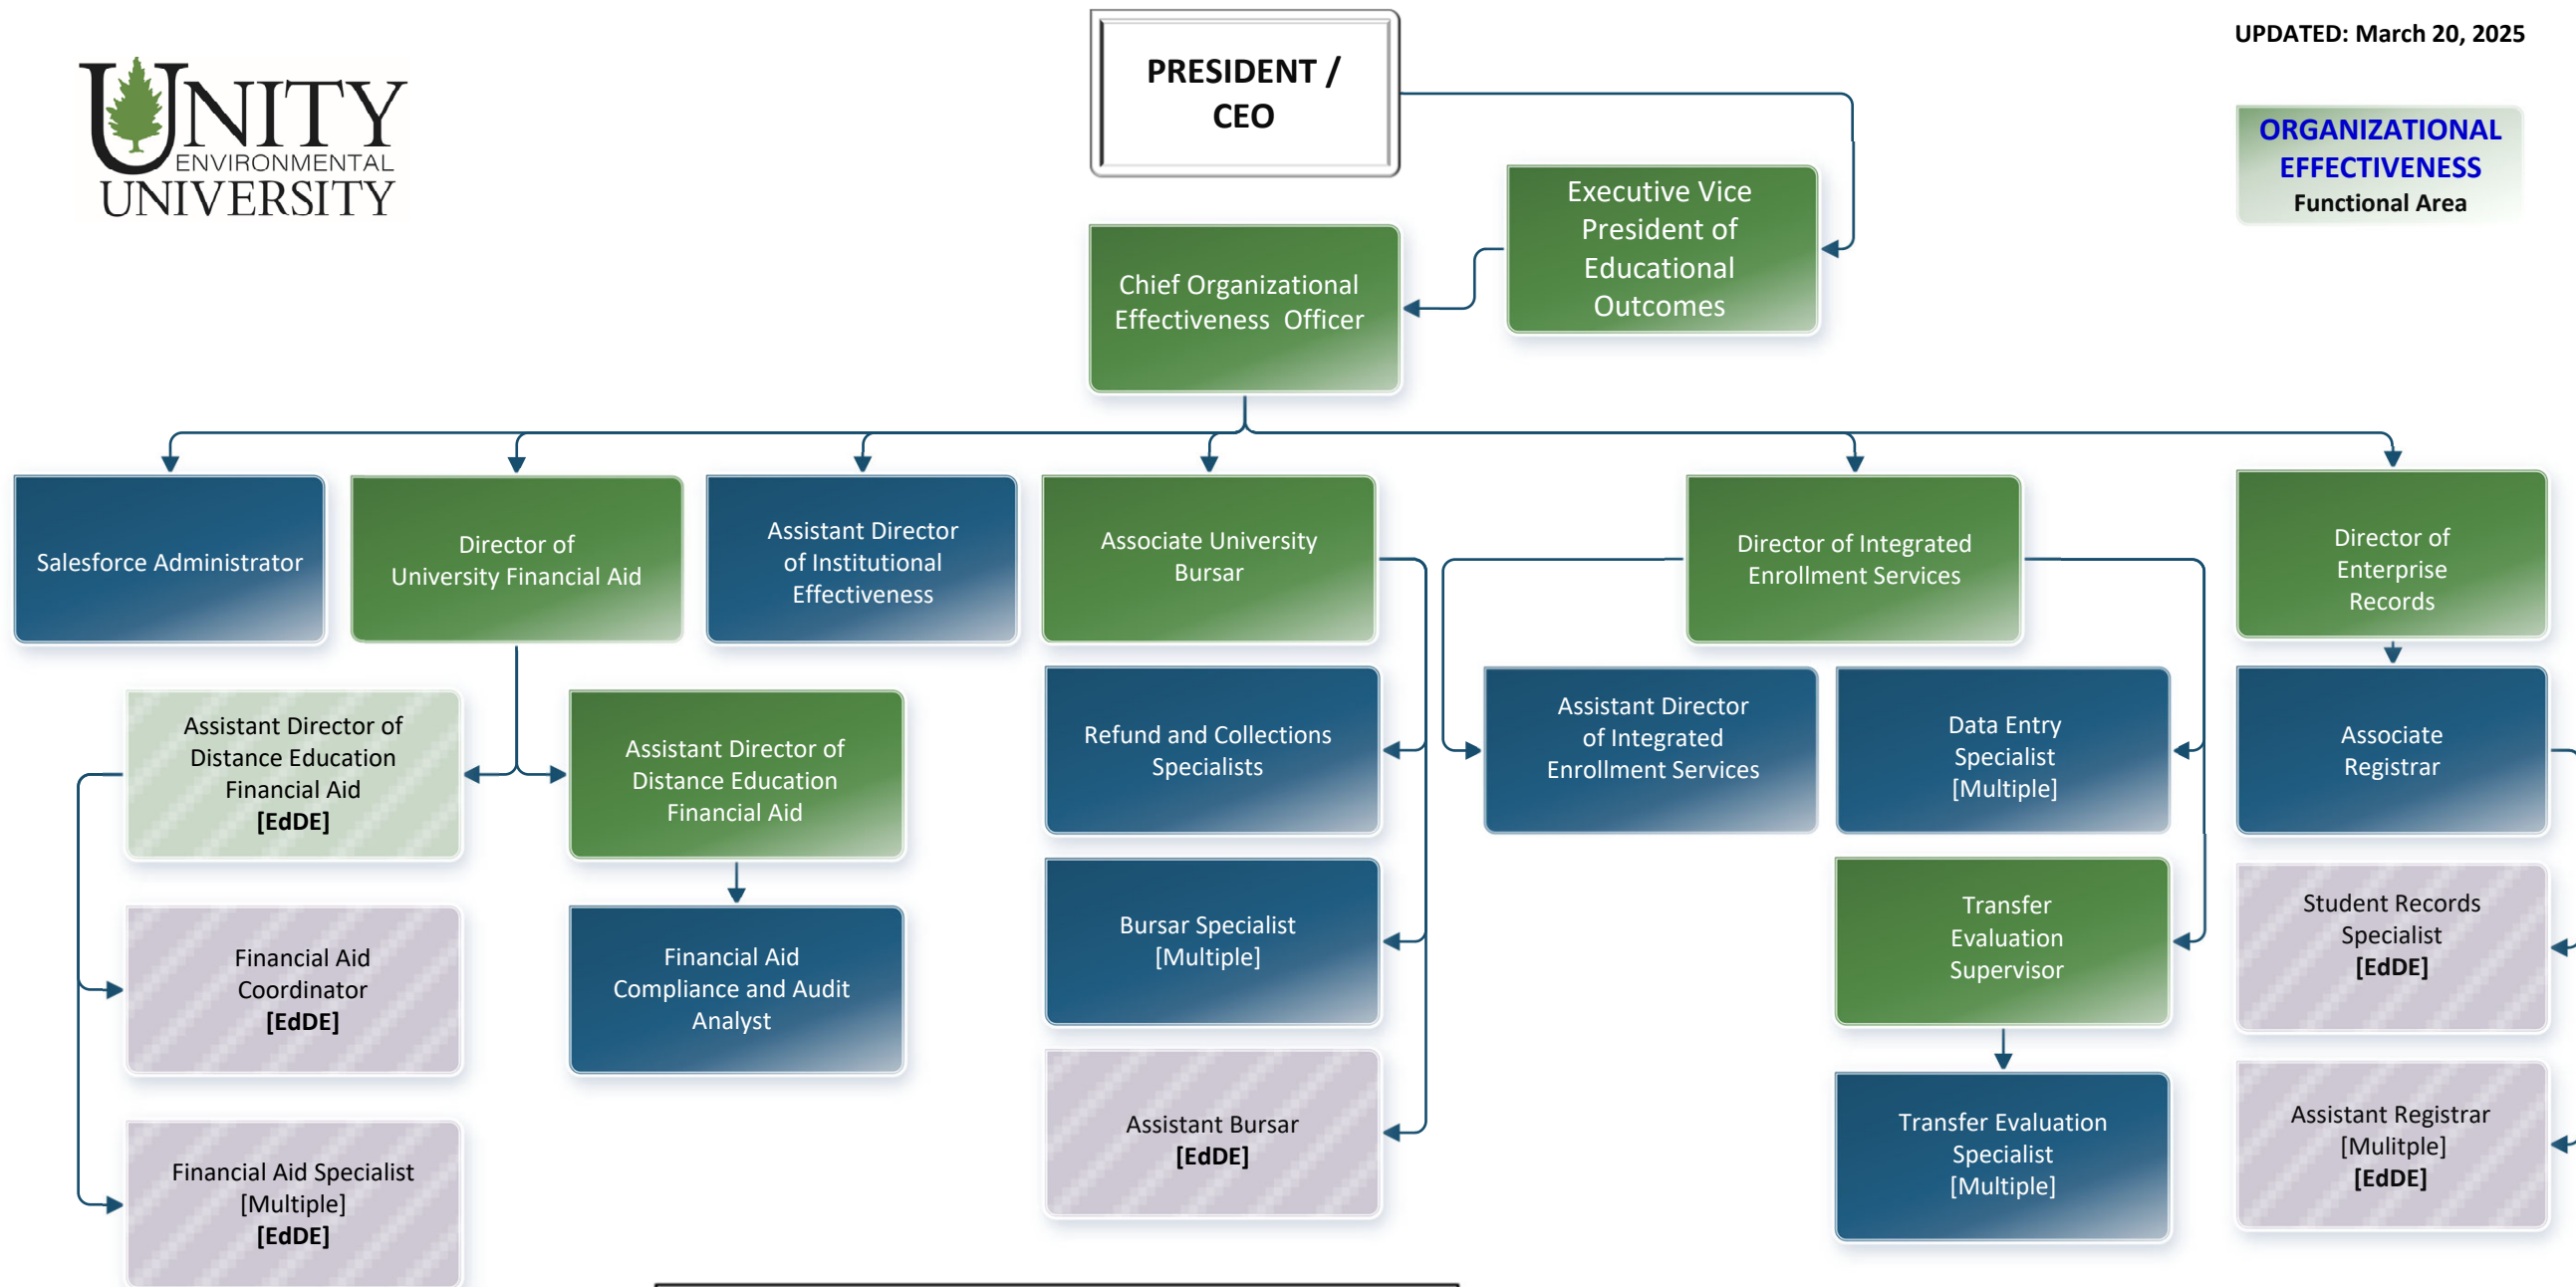 UPDATED: March 20, 2025
UNITY
ENVIRONMENTAL
UNIVERSITY
PRESIDENT /
CEO
ORGANIZATIONAL
EFFECTIVENESS
Functional Area
Executive Vice
President of
Educational
Outcomes
Chief Organizational
Effectiveness Officer
Salesforce Administrator
Director of
University Financial Aid
Assistant Director
of Institutional
Effectiveness
Associate University
Bursar
Director of Integrated
Enrollment Services
Director of
Enterprise
Records
Assistant Director of
Distance Education
Financial Aid
[EdDE]
Assistant Director of
Distance Education
Financial Aid
Refund and Collections
Specialists
Assistant Director
of Integrated
Enrollment Services
Data Entry
Specialist
[Multiple]
Associate
Registrar
Financial Aid
Coordinator
[EdDE]
Financial Aid
Compliance and Audit
Analyst
Bursar Specialist
[Multiple]
Transfer
Evaluation
Supervisor
Student Records
Specialist
[EdDE]
Financial Aid Specialist
[Multiple]
[EdDE]
Assistant Bursar
[EdDE]
Transfer Evaluation
Specialist
[Multiple]
Assistant Registrar
[Mulitple]
[EdDE]